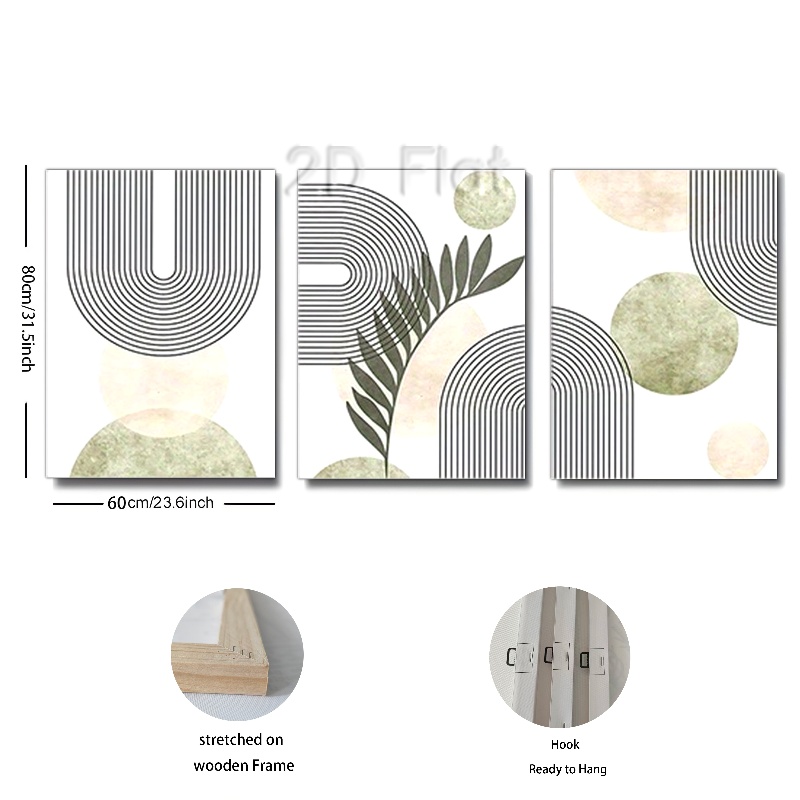 2D Flat
80cm/31.5inch
60cm/23.6inch
stretched on
wooden Frame
Hook
Ready to Hang